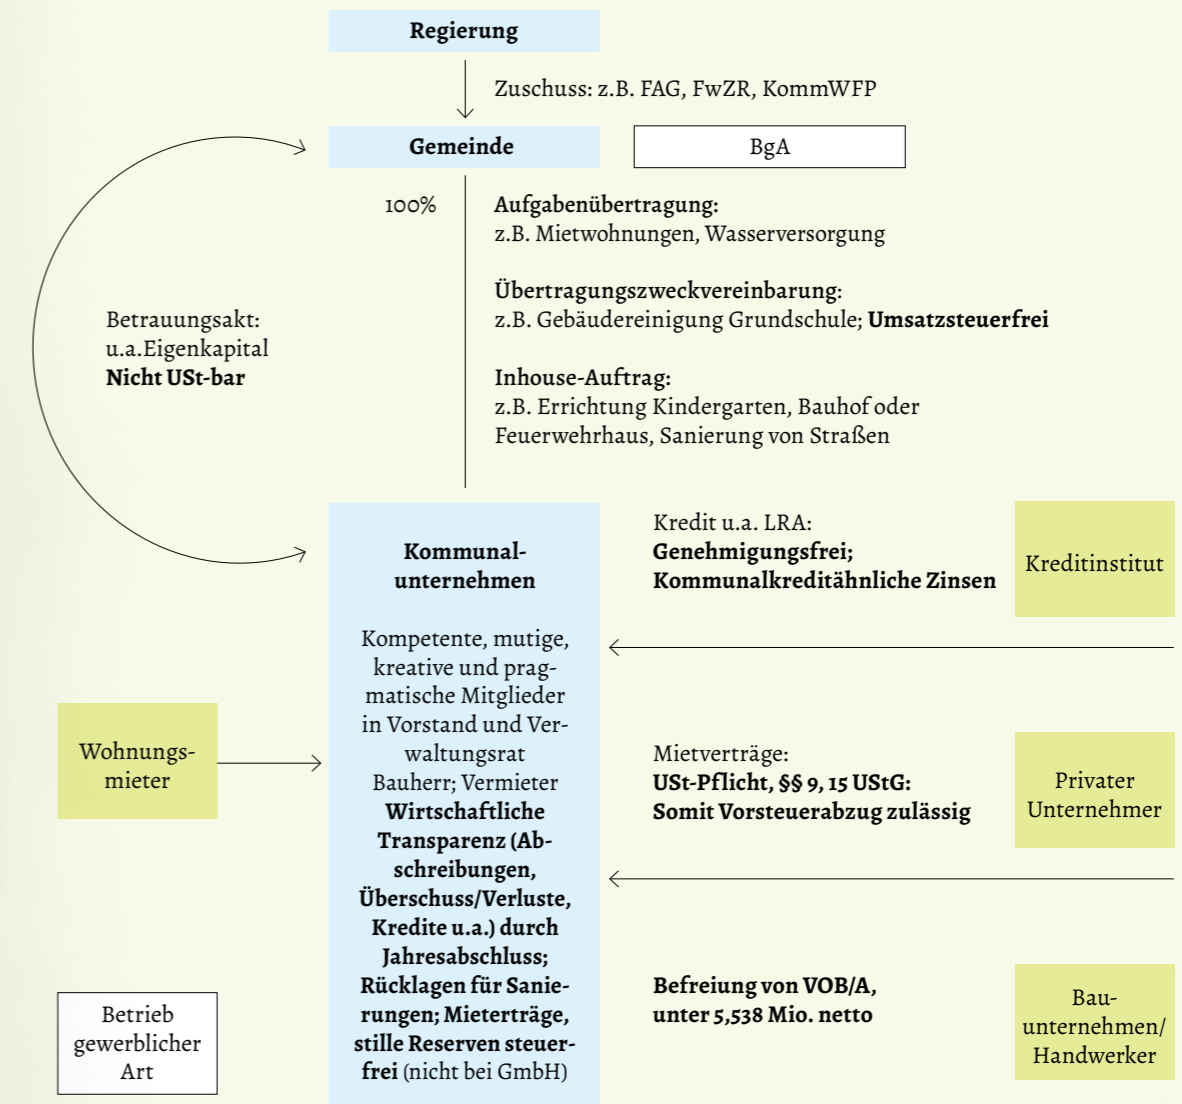 Regierung
Zuschuss: z.B. FAG, FwZR, KommWFP
Gemeinde
BgA
100%
Aufgabenübertragung:
z.B. Mietwohnungen, Wasserversorgung
Übertragungszweckvereinbarung:
z.B. Gebäudereinigung Grundschule; Umsatzsteuerfrei
Inhouse-Auftrag:
z.B. Errichtung Kindergarten, Bauhof oder
Feuerwehrhaus, Sanierung von Straßen
Betrauungsakt:
u.a.Eigenkapital
Nicht USt-bar
Kommunal-
unternehmen
Kompetente, mutige,
kreative und prag-
matische Mitglieder
in Vorstand und Ver-
waltungsrat
Bauherr; Vermieter
Wirtschaftliche
Transparenz (Ab-
schreibungen,
Überschuss/Verluste,
Kredite u.a.) durch
Jahresabschluss;
Rücklagen für Sanie-
rungen; Mieterträge,
stille Reserven steuer-
frei (nicht bei GmbH)
Kredit u.a. LRA:
Genehmigungsfrei;
Kommunalkreditähnliche Zinsen
Kreditinstitut
Wohnungs-
mieter
Mietverträge:
USt-Pflicht, §§ 9, 15 UStG:
Somit Vorsteuerabzug zulässig
Privater
Unternehmer
Befreiung von VOB/A,
unter 5,538 Mio. netto
Bau-
unternehmen/
Handwerker
Betrieb
gewerblicher
Art